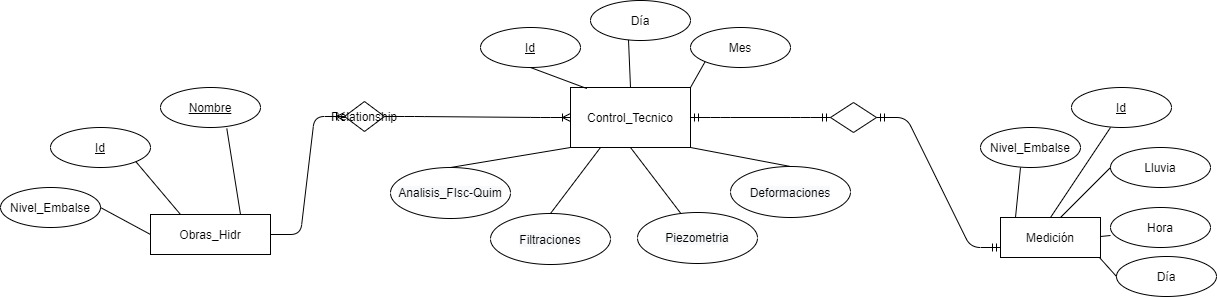 Día
Id
Mes
Nombre
Relationship
Control_Tecnico
Id
Id
Nivel_Embalse
Lluvia
Analisis_FIsc-Quim
Deformaciones
Nivel_Embalse
Obras_Hidr
Filtraciones
Piezometria
Medición
Hora
Día